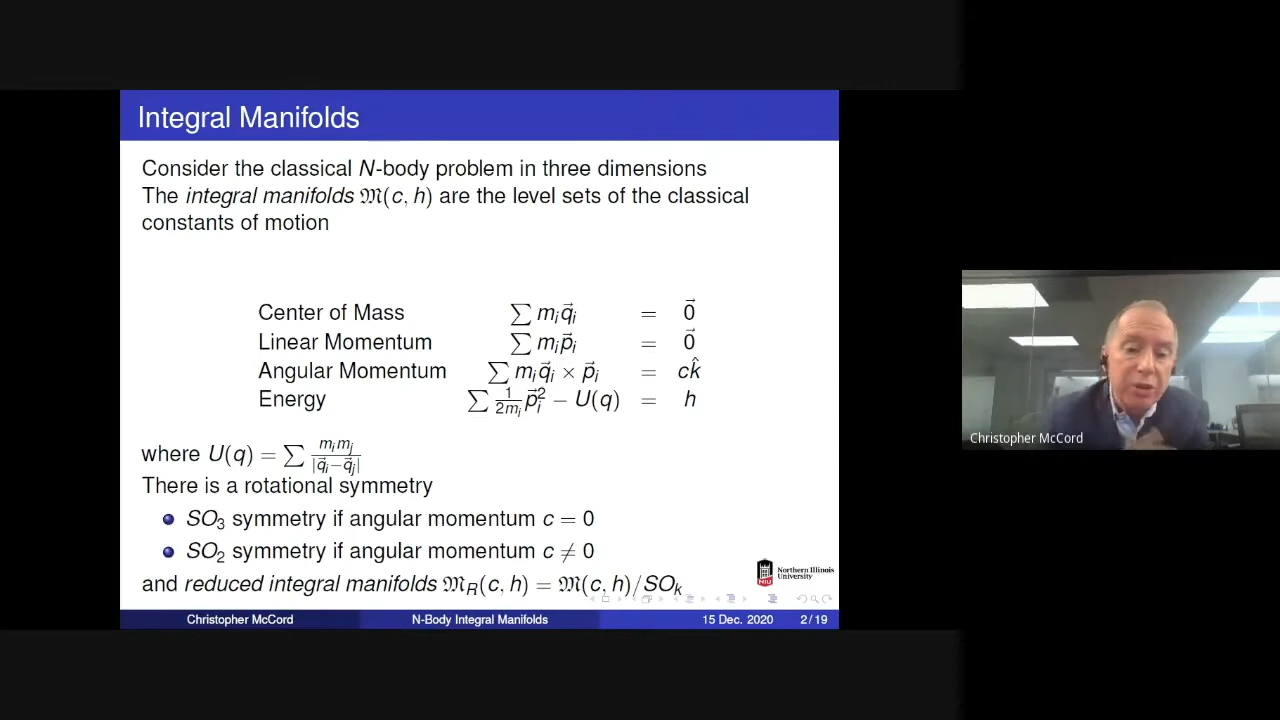 Integral Manifolds
Consider the classical N-body problem in three dimensions
The integral manifolds 𝔐(c, h) are the level sets of the classical
constants of motion
Center of Mass ∑ mᵢq⃗ᵢ = 0⃗
Linear Momentum ∑ mᵢp⃗ᵢ = 0⃗
Angular Momentum ∑ mᵢq⃗ᵢ × p⃗ᵢ = ck̂
Energy ∑ 1/2mᵢ p⃗ᵢ² − U(q) = h
where U(q) = ∑ mᵢmⱼ/|q⃗ᵢ−q⃗ⱼ|
There is a rotational symmetry
SO₃ symmetry if angular momentum c = 0
SO₂ symmetry if angular momentum c ≠ 0
and reduced integral manifolds 𝔐_R(c, h) = 𝔐(c, h)/SOₖ
NIU Northern Illinois
University
Christopher McCord N-Body Integral Manifolds 15 Dec. 2020 2 / 19
Christopher McCord